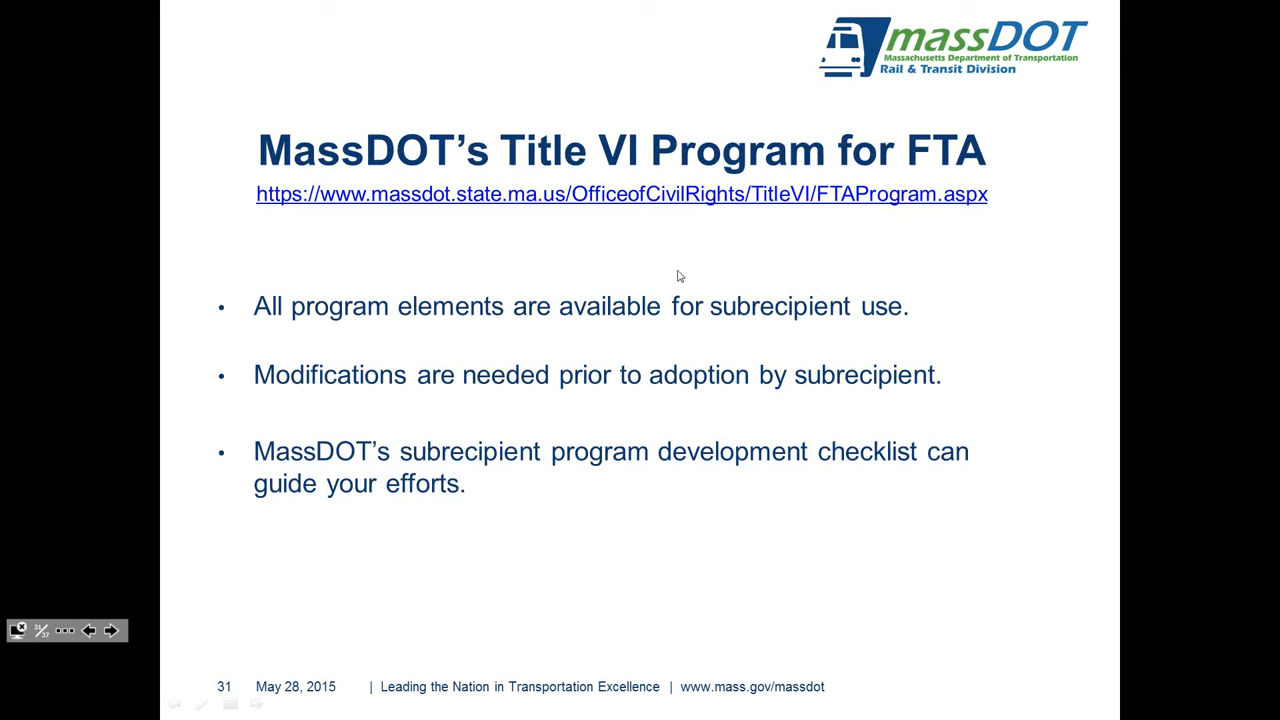 massDOT
Massachusetts Department of Transportation
Rail & Transit Division
MassDOT’s Title VI Program for FTA
https://www.massdot.state.ma.us/OfficeofCivilRights/TitleVI/FTAProgram.aspx
• All program elements are available for subrecipient use.
• Modifications are needed prior to adoption by subrecipient.
• MassDOT’s subrecipient program development checklist can
guide your efforts.
31/37
31 May 28, 2015 | Leading the Nation in Transportation Excellence | www.mass.gov/massdot